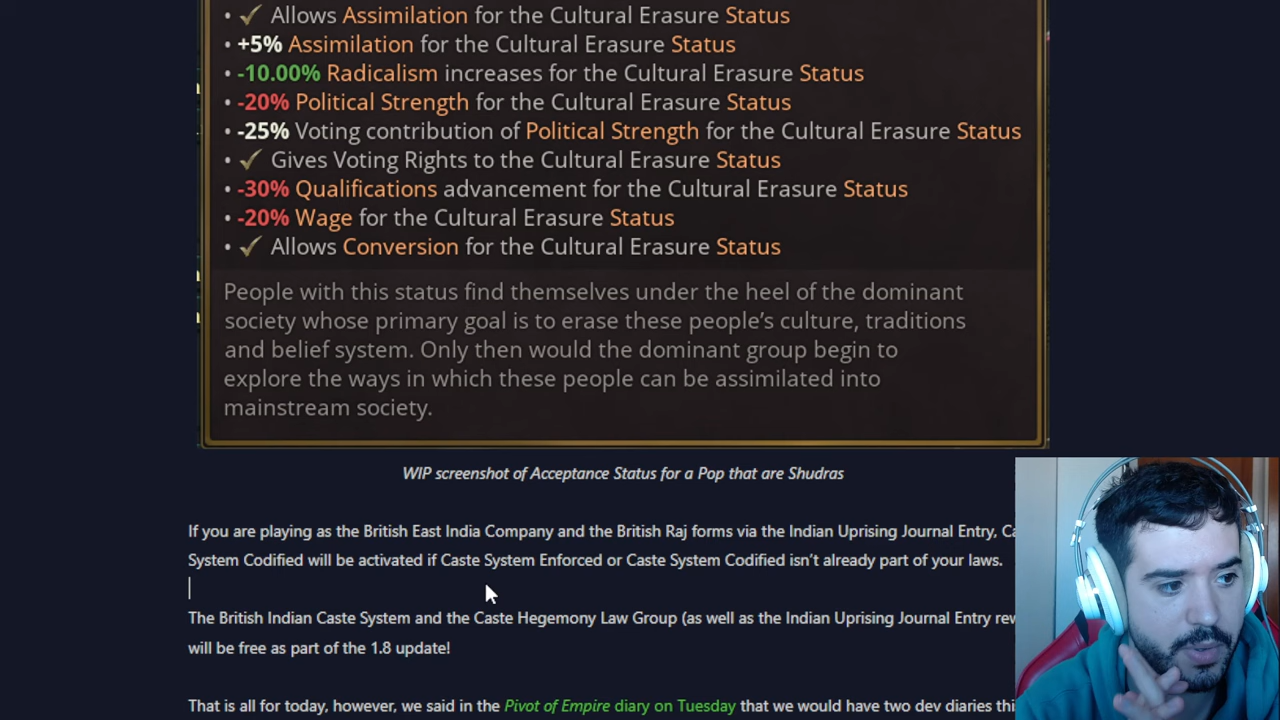 • ✓ Allows Assimilation for the Cultural Erasure Status
• +5% Assimilation for the Cultural Erasure Status
• -10.00% Radicalism increases for the Cultural Erasure Status
• -20% Political Strength for the Cultural Erasure Status
• -25% Voting contribution of Political Strength for the Cultural Erasure Status
• ✓ Gives Voting Rights to the Cultural Erasure Status
• -30% Qualifications advancement for the Cultural Erasure Status
• -20% Wage for the Cultural Erasure Status
• ✓ Allows Conversion for the Cultural Erasure Status
People with this status find themselves under the heel of the dominant
society whose primary goal is to erase these people's culture, traditions
and belief system. Only then would the dominant group begin to
explore the ways in which these people can be assimilated into
mainstream society.
WIP screenshot of Acceptance Status for a Pop that are Shudras
If you are playing as the British East India Company and the British Raj forms via the Indian Uprising Journal Entry,
System Codified will be activated if Caste System Enforced or Caste System Codified isn't already part of your laws.
The British Indian Caste System and the Caste Hegemony Law Group (as well as the Indian Uprising Journal Entry
will be free as part of the 1.8 update!
That is all for today, however, we said in the Pivot of Empire diary on Tuesday that we would have two dev diaries